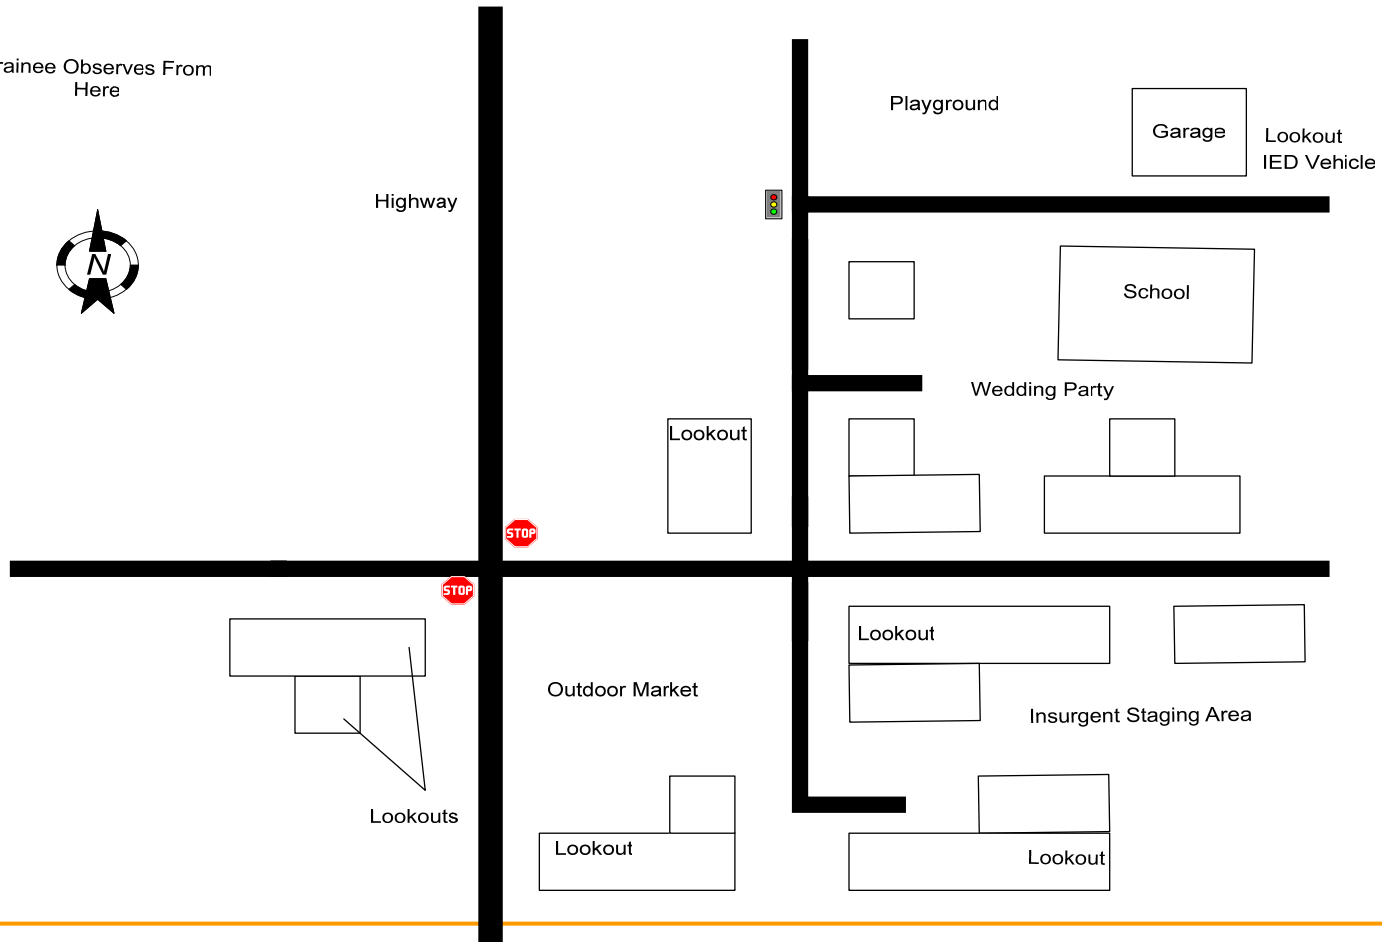 rainee Observes From
Here
Playground
Garage
Lookout
IED Vehicle
Highway
N
School
Wedding Party
Lookout
STOP
STOP
Lookout
Outdoor Market
Insurgent Staging Area
Lookouts
Lookout
Lookout